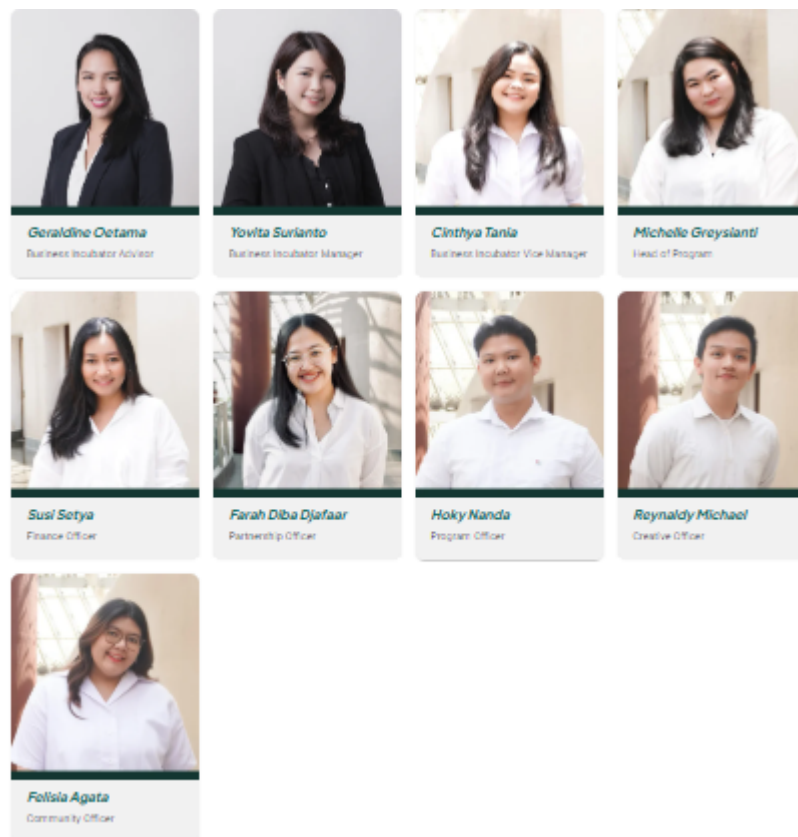 Geraldine Oetama
Business Incubator Advisor
Yovita Surianto
Business Incubator Manager
Cinthya Tania
Business Incubator Vice Manager
Michelle Greysianti
Head of Program
Susi Setya
Finance Officer
Farah Diba Djafaar
Partnership Officer
Hoky Nanda
Program Officer
Reynaldy Michael
Creative Officer
Felisia Agata
Community Officer